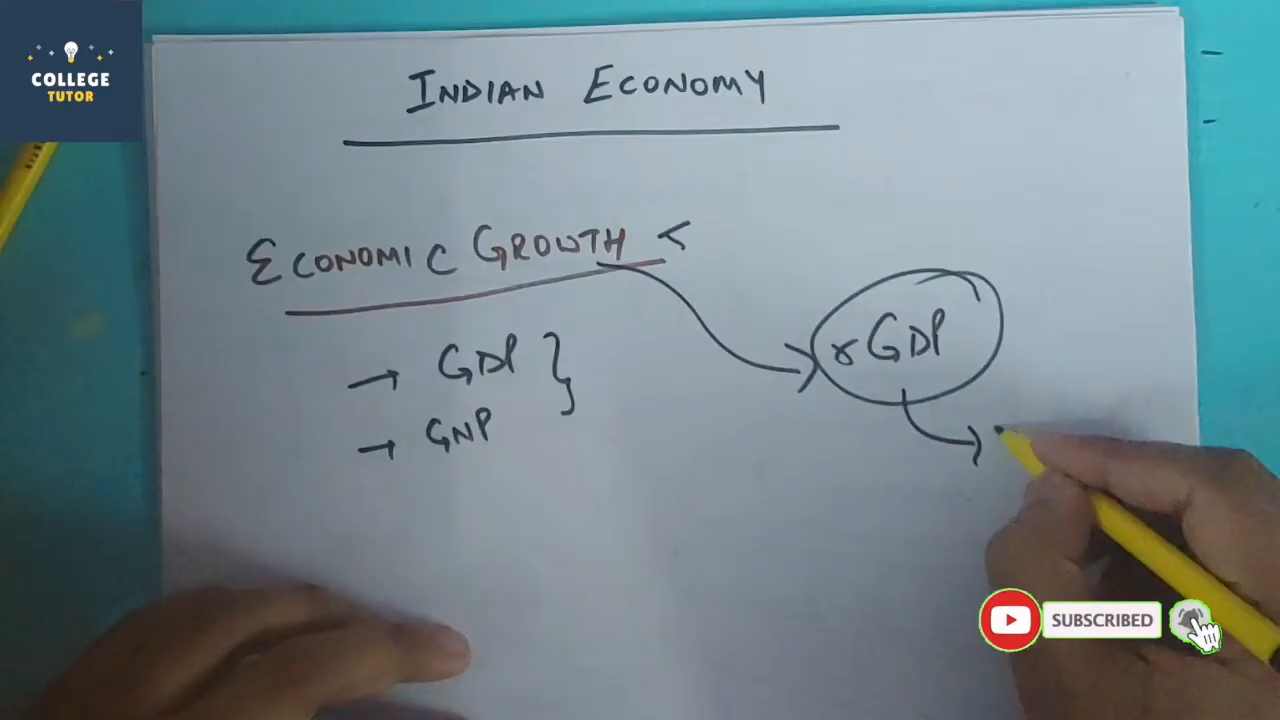 COLLEGE
TUTOR
INDIAN ECONOMY
ECONOMIC GROWTH <
→ GDP }
→ GNP
rGDP
SUBSCRIBED